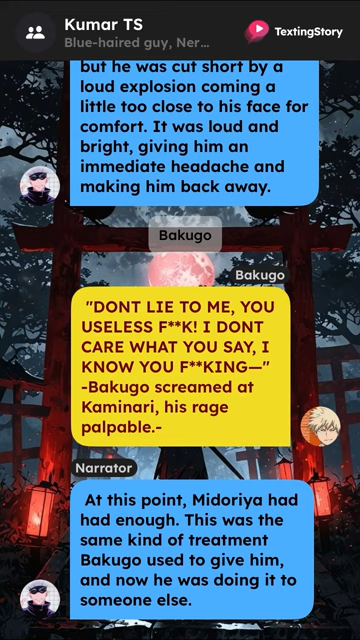 Kumar TS
Blue-haired guy, Ner...
TextingStory
but he was cut short by a
loud explosion coming a
little too close to his face for
comfort. It was loud and
bright, giving him an
immediate headache and
making him back away.
Bakugo
Bakugo
"DONT LIE TO ME, YOU
USELESS F**K! I DONT
CARE WHAT YOU SAY, I
KNOW YOU F**KING—"
-Bakugo screamed at
Kaminari, his rage
palpable.-
Narrator
At this point, Midoriya had
had enough. This was the
same kind of treatment
Bakugo used to give him,
and now he was doing it to
someone else.